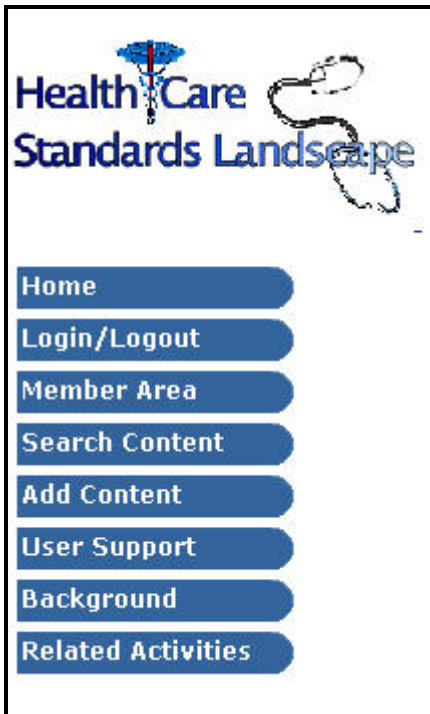 Health Care
Standards Landscape
Home
Login/Logout
Member Area
Search Content
Add Content
User Support
Background
Related Activities